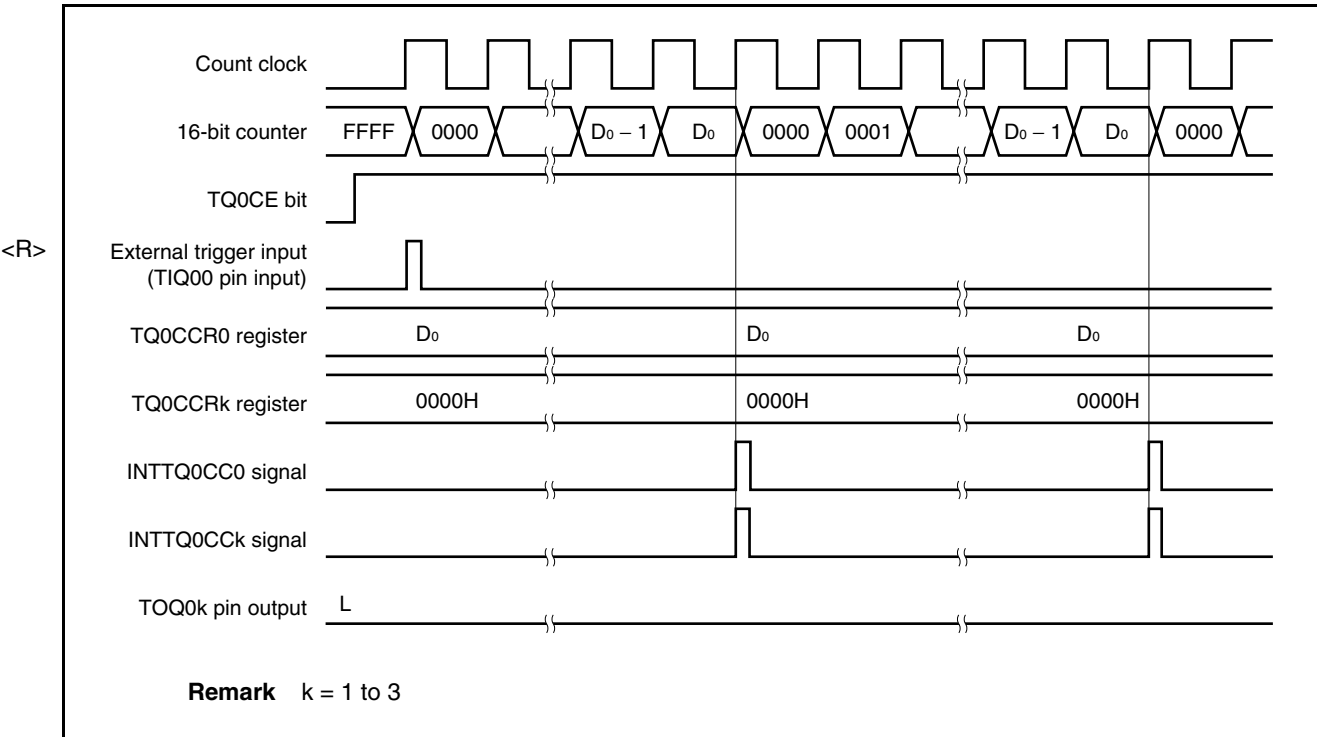 Count clock
16-bit counter FFFF 0000 D₀ − 1 D₀ 0000 0001 D₀ − 1 D₀ 0000
TQ0CE bit
<R>
External trigger input
(TIQ00 pin input)
TQ0CCR0 register D₀ D₀ D₀
TQ0CCRk register 0000H 0000H 0000H
INTTQ0CC0 signal
INTTQ0CCk signal
TOQ0k pin output L
Remark k = 1 to 3